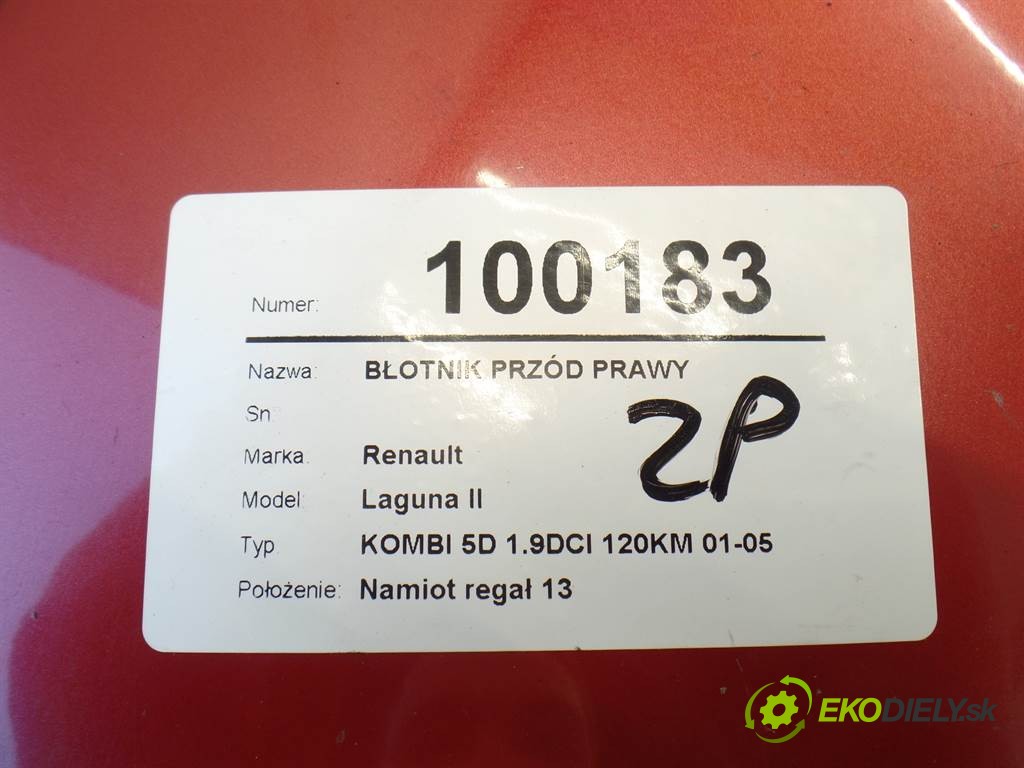 Numer: 100183
Nazwa: BŁOTNIK PRZÓD PRAWY
Sn:
ZP
Marka: Renault
Model: Laguna II
Typ KOMBI 5D 1.9DCI 120KM 01-05
Położenie: Namiot regał 13
EKODIELY.sk